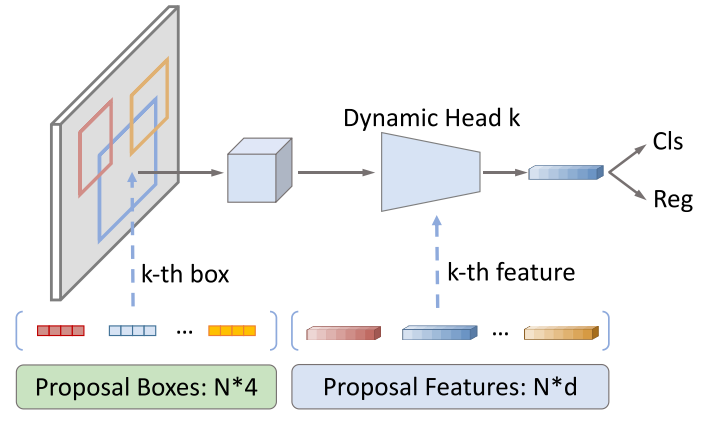 Dynamic Head k
Cls
Reg
k-th box
k-th feature
...
...
Proposal Boxes: N*4
Proposal Features: N*d